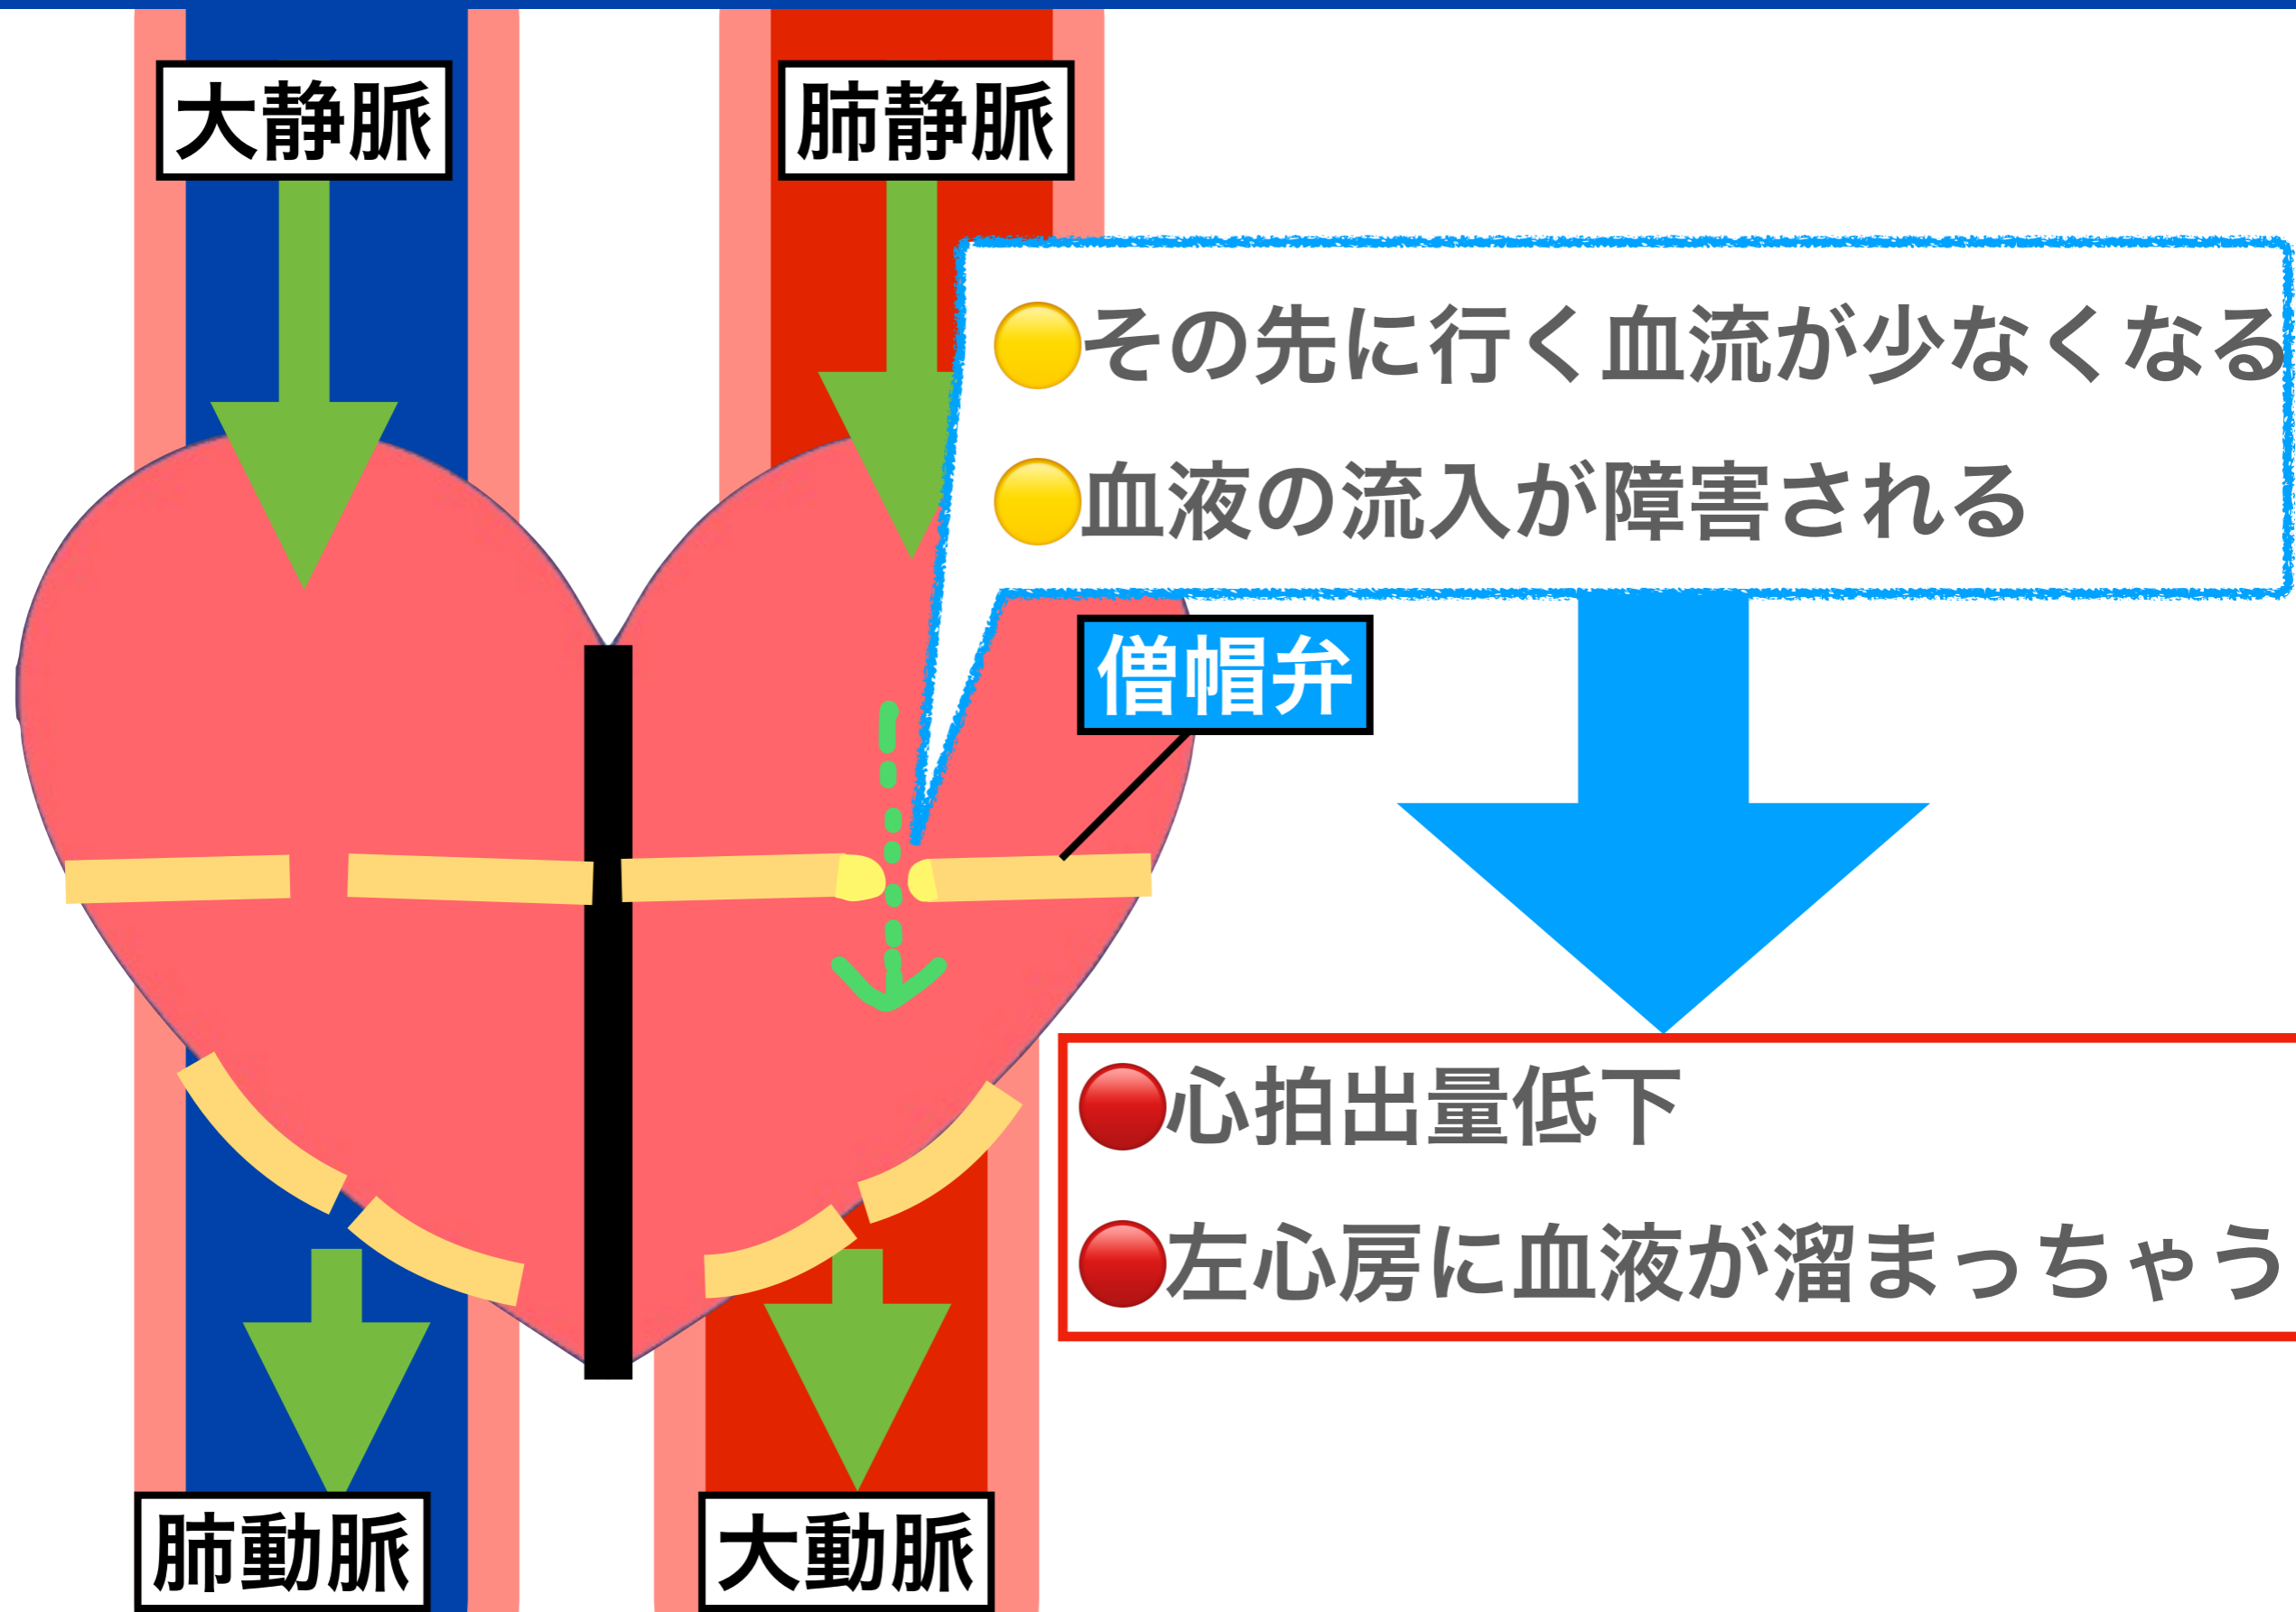 大静脈
肺静脈
その先に行く血流が少なくなる
血液の流入が障害される
僧帽弁
心拍出量低下
左心房に血液が溜まっちゃう
肺動脈
大動脈